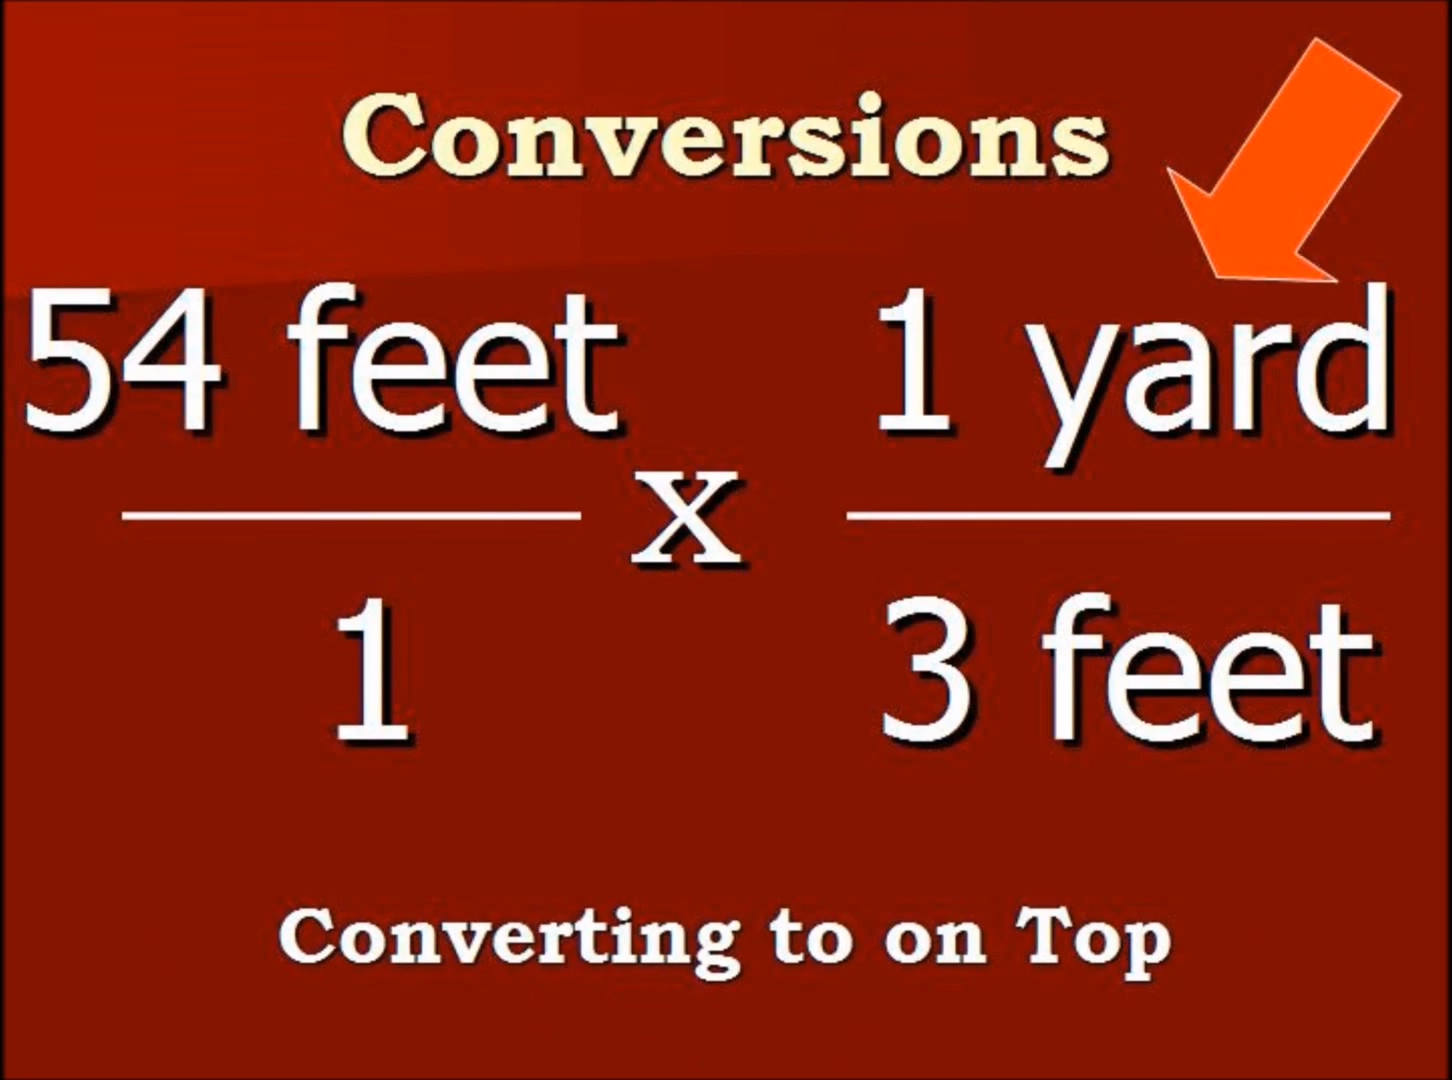 Conversions
54 feet 1 yard
x
1 3 feet
Converting to on Top